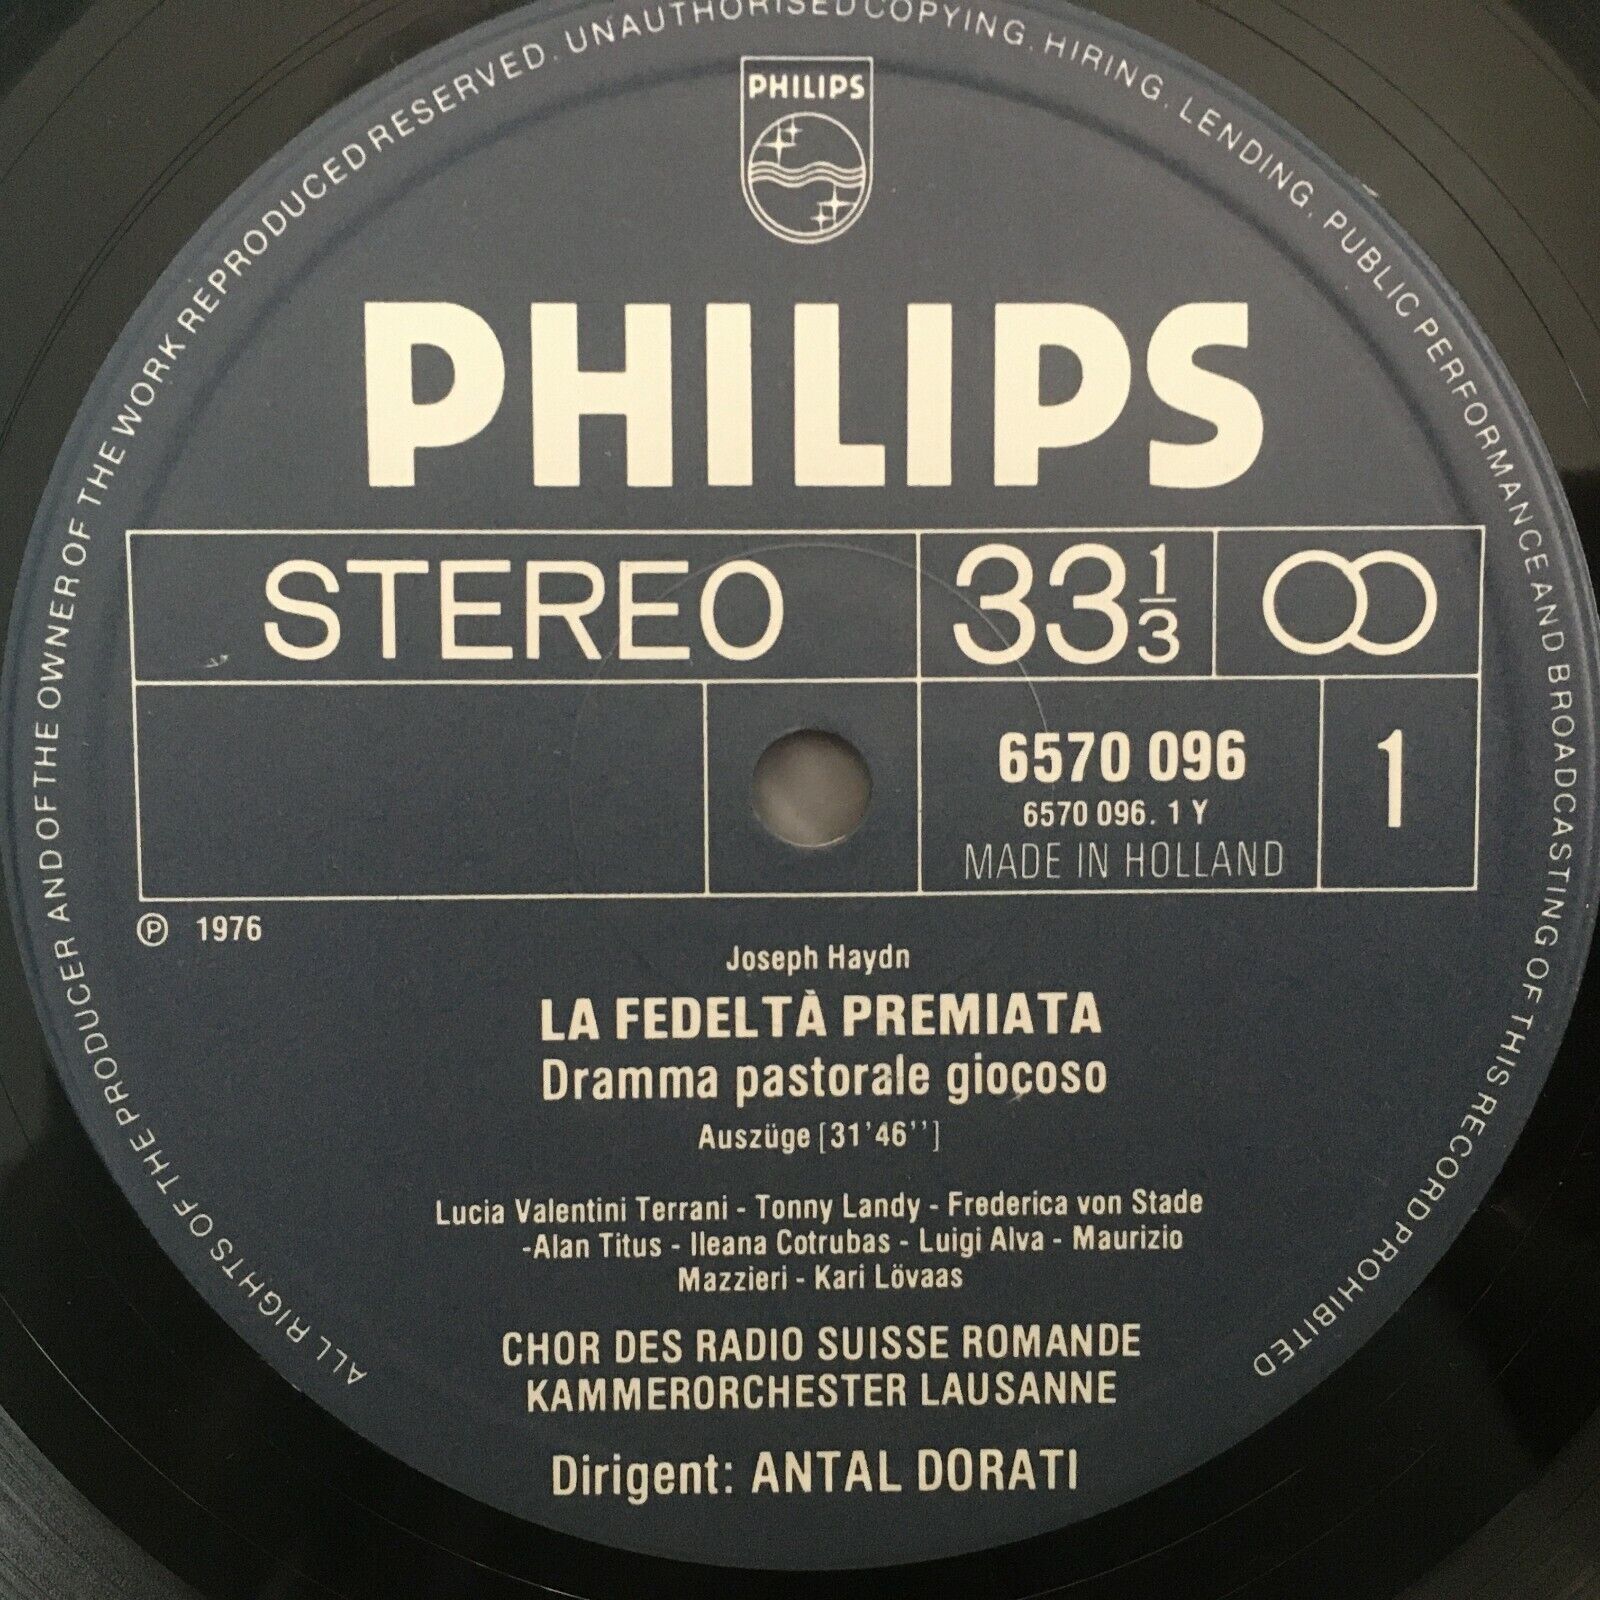 ALL RIGHTS OF THE PRODUCER AND OF THE OWNER OF THE WORK REPRODUCED RESERVED. UNAUTHORISED COPYING, HIRING, LENDING, PUBLIC PERFORMANCE AND BROADCASTING OF THIS RECORD PROHIBITED
PHILIPS
PHILIPS
STEREO 33 1/3
6570 096 1
6570 096. 1 Y
MADE IN HOLLAND
Ⓟ 1976
Joseph Haydn
LA FEDELTÀ PREMIATA
Dramma pastorale giocoso
Auszüge [31'46'']
Lucia Valentini Terrani - Tonny Landy - Frederica von Stade
-Alan Titus - Ileana Cotrubas - Luigi Alva - Maurizio
Mazzieri - Kari Lövaas
CHOR DES RADIO SUISSE ROMANDE
KAMMERORCHESTER LAUSANNE
Dirigent: ANTAL DORATI